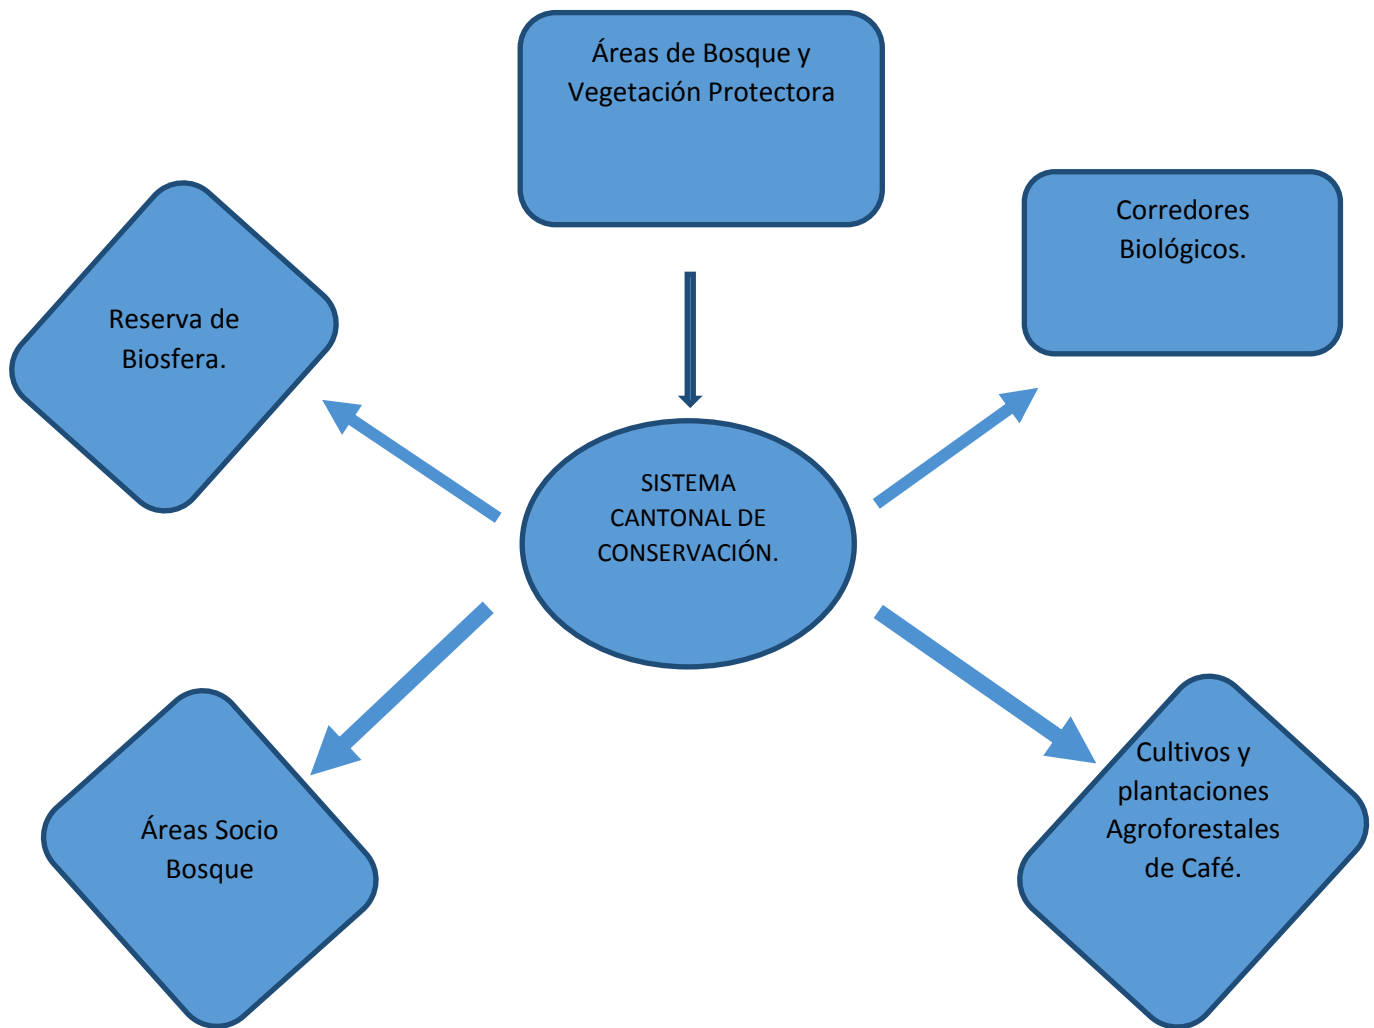 Áreas de Bosque y
Vegetación Protectora
Corredores
Biológicos.
Reserva de
Biosfera.
SISTEMA
CANTONAL DE
CONSERVACIÓN.
Áreas Socio
Bosque
Cultivos y
plantaciones
Agroforestales
de Café.